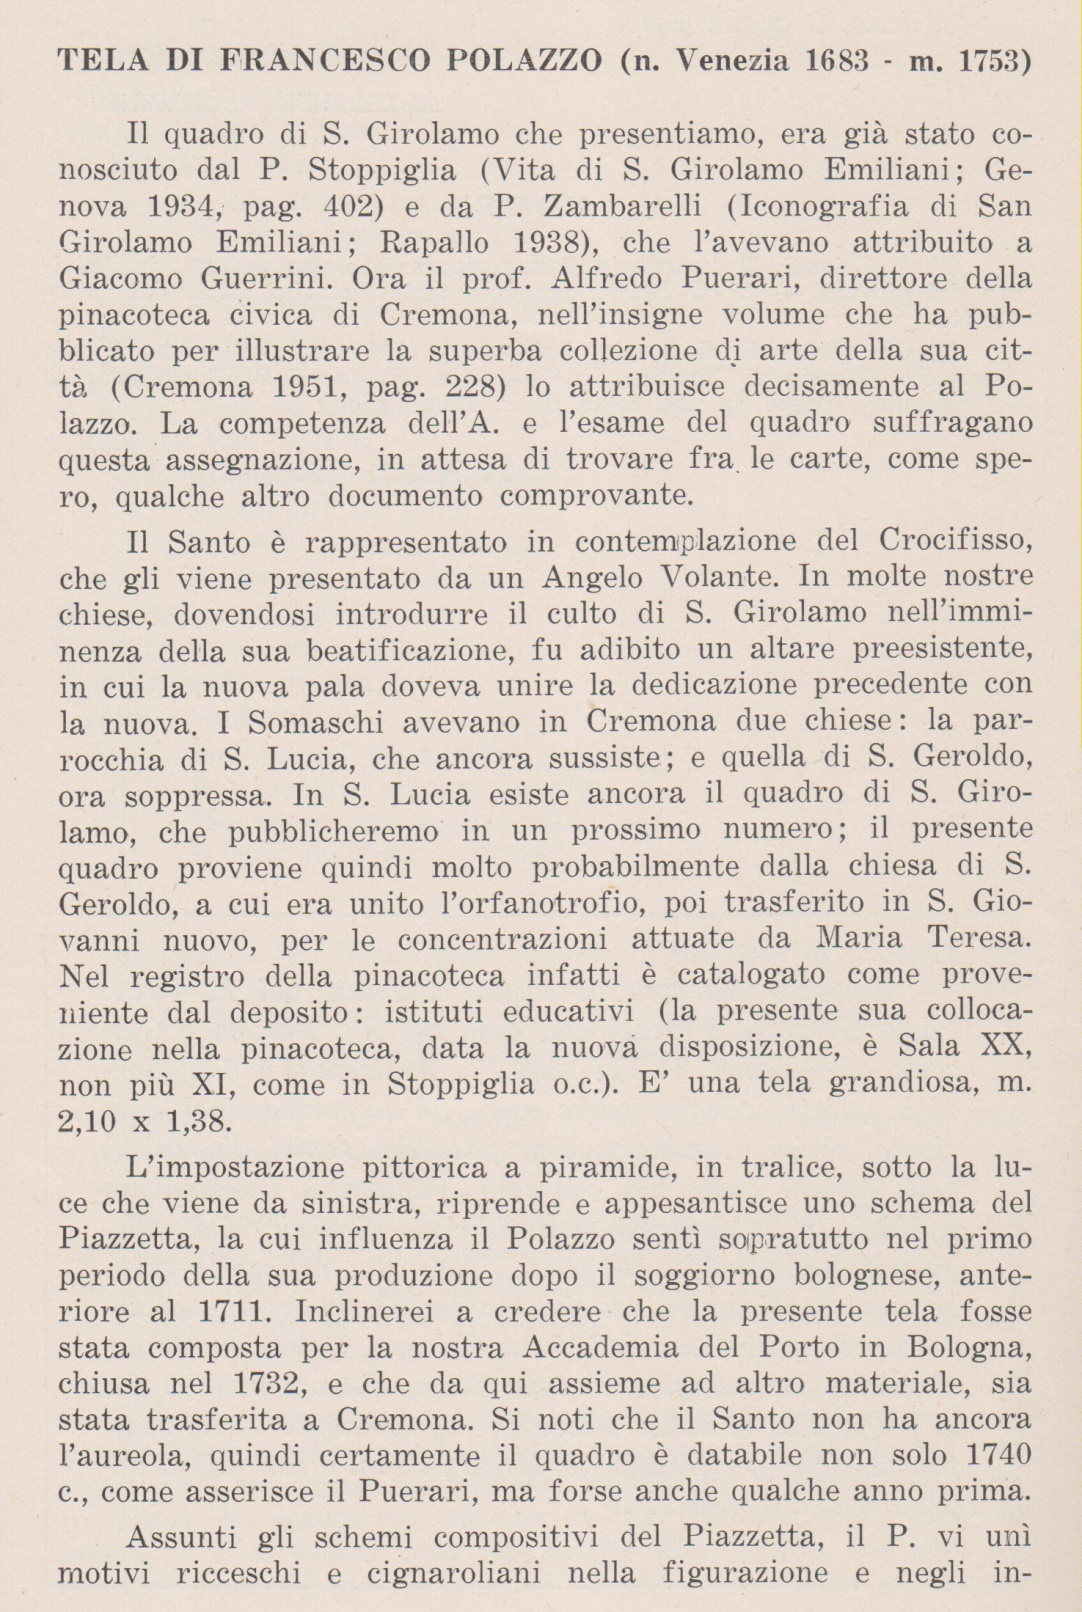 TELA DI FRANCESCO POLAZZO (n. Venezia 1683 - m. 1753)
Il quadro di S. Girolamo che presentiamo, era già stato co-
nosciuto dal P. Stoppiglia (Vita di S. Girolamo Emiliani; Ge-
nova 1934, pag. 402) e da P. Zambarelli (Iconografia di San
Girolamo Emiliani; Rapallo 1938), che l'avevano attribuito a
Giacomo Guerrini. Ora il prof. Alfredo Puerari, direttore della
pinacoteca civica di Cremona, nell'insigne volume che ha pub-
blicato per illustrare la superba collezione di arte della sua cit-
tà (Cremona 1951, pag. 228) lo attribuisce decisamente al Po-
lazzo. La competenza dell'A. e l'esame del quadro suffragano
questa assegnazione, in attesa di trovare fra le carte, come spe-
ro, qualche altro documento comprovante.
Il Santo è rappresentato in contemplazione del Crocifisso,
che gli viene presentato da un Angelo Volante. In molte nostre
chiese, dovendosi introdurre il culto di S. Girolamo nell'immi-
nenza della sua beatificazione, fu adibito un altare preesistente,
in cui la nuova pala doveva unire la dedicazione precedente con
la nuova. I Somaschi avevano in Cremona due chiese: la par-
rocchia di S. Lucia, che ancora sussiste; e quella di S. Geroldo,
ora soppressa. In S. Lucia esiste ancora il quadro di S. Giro-
lamo, che pubblicheremo in un prossimo numero; il presente
quadro proviene quindi molto probabilmente dalla chiesa di S.
Geroldo, a cui era unito l'orfanotrofio, poi trasferito in S. Gio-
vanni nuovo, per le concentrazioni attuate da Maria Teresa.
Nel registro della pinacoteca infatti è catalogato come prove-
niente dal deposito: istituti educativi (la presente sua colloca-
zione nella pinacoteca, data la nuova disposizione, è Sala XX,
non più XI, come in Stoppiglia o.c.). E' una tela grandiosa, m.
2,10 x 1,38.
L'impostazione pittorica a piramide, in tralice, sotto la lu-
ce che viene da sinistra, riprende e appesantisce uno schema del
Piazzetta, la cui influenza il Polazzo sentì sopratutto nel primo
periodo della sua produzione dopo il soggiorno bolognese, ante-
riore al 1711. Inclinerei a credere che la presente tela fosse
stata composta per la nostra Accademia del Porto in Bologna,
chiusa nel 1732, e che da qui assieme ad altro materiale, sia
stata trasferita a Cremona. Si noti che il Santo non ha ancora
l'aureola, quindi certamente il quadro è databile non solo 1740
c., come asserisce il Puerari, ma forse anche qualche anno prima.
Assunti gli schemi compositivi del Piazzetta, il P. vi unì
motivi ricceschi e cignaroliani nella figurazione e negli in-